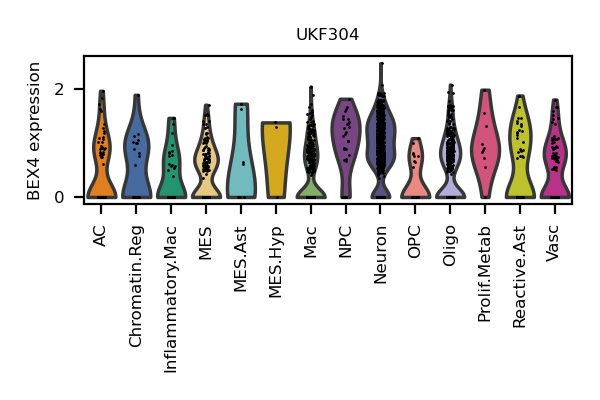 UKF304
BEX4 expression
2
0
AC
Chromatin.Reg
Inflammatory.Mac
MES
MES.Ast
MES.Hyp
Mac
NPC
Neuron
OPC
Oligo
Prolif.Metab
Reactive.Ast
Vasc